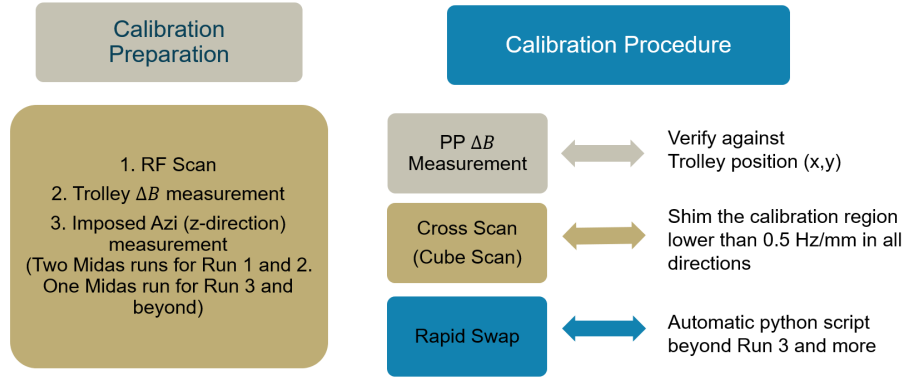 Calibration
Preparation
1. RF Scan
2. Trolley Δ𝐵 measurement
3. Imposed Azi (z-direction)
measurement
(Two Midas runs for Run 1 and 2.
One Midas run for Run 3 and
beyond)
Calibration Procedure
PP Δ𝐵
Measurement
Verify against
Trolley position (x,y)
Cross Scan
(Cube Scan)
Shim the calibration region
lower than 0.5 Hz/mm in all
directions
Rapid Swap
Automatic python script
beyond Run 3 and more